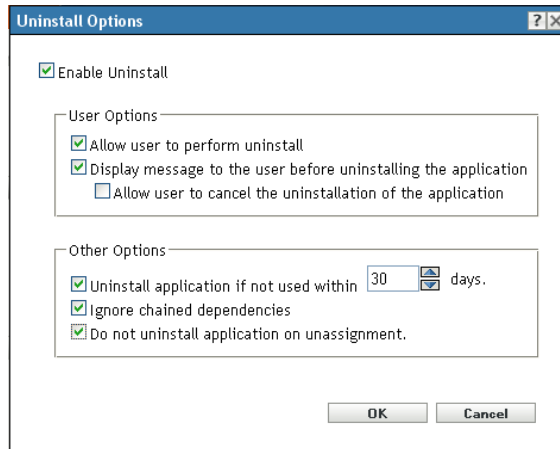 Uninstall Options
?
Enable Uninstall
User Options
Allow user to perform uninstall
Display message to the user before uninstalling the application
Allow user to cancel the uninstallation of the application
Other Options
Uninstall application if not used within 30 days.
Ignore chained dependencies
Do not uninstall application on unassignment.
OK Cancel